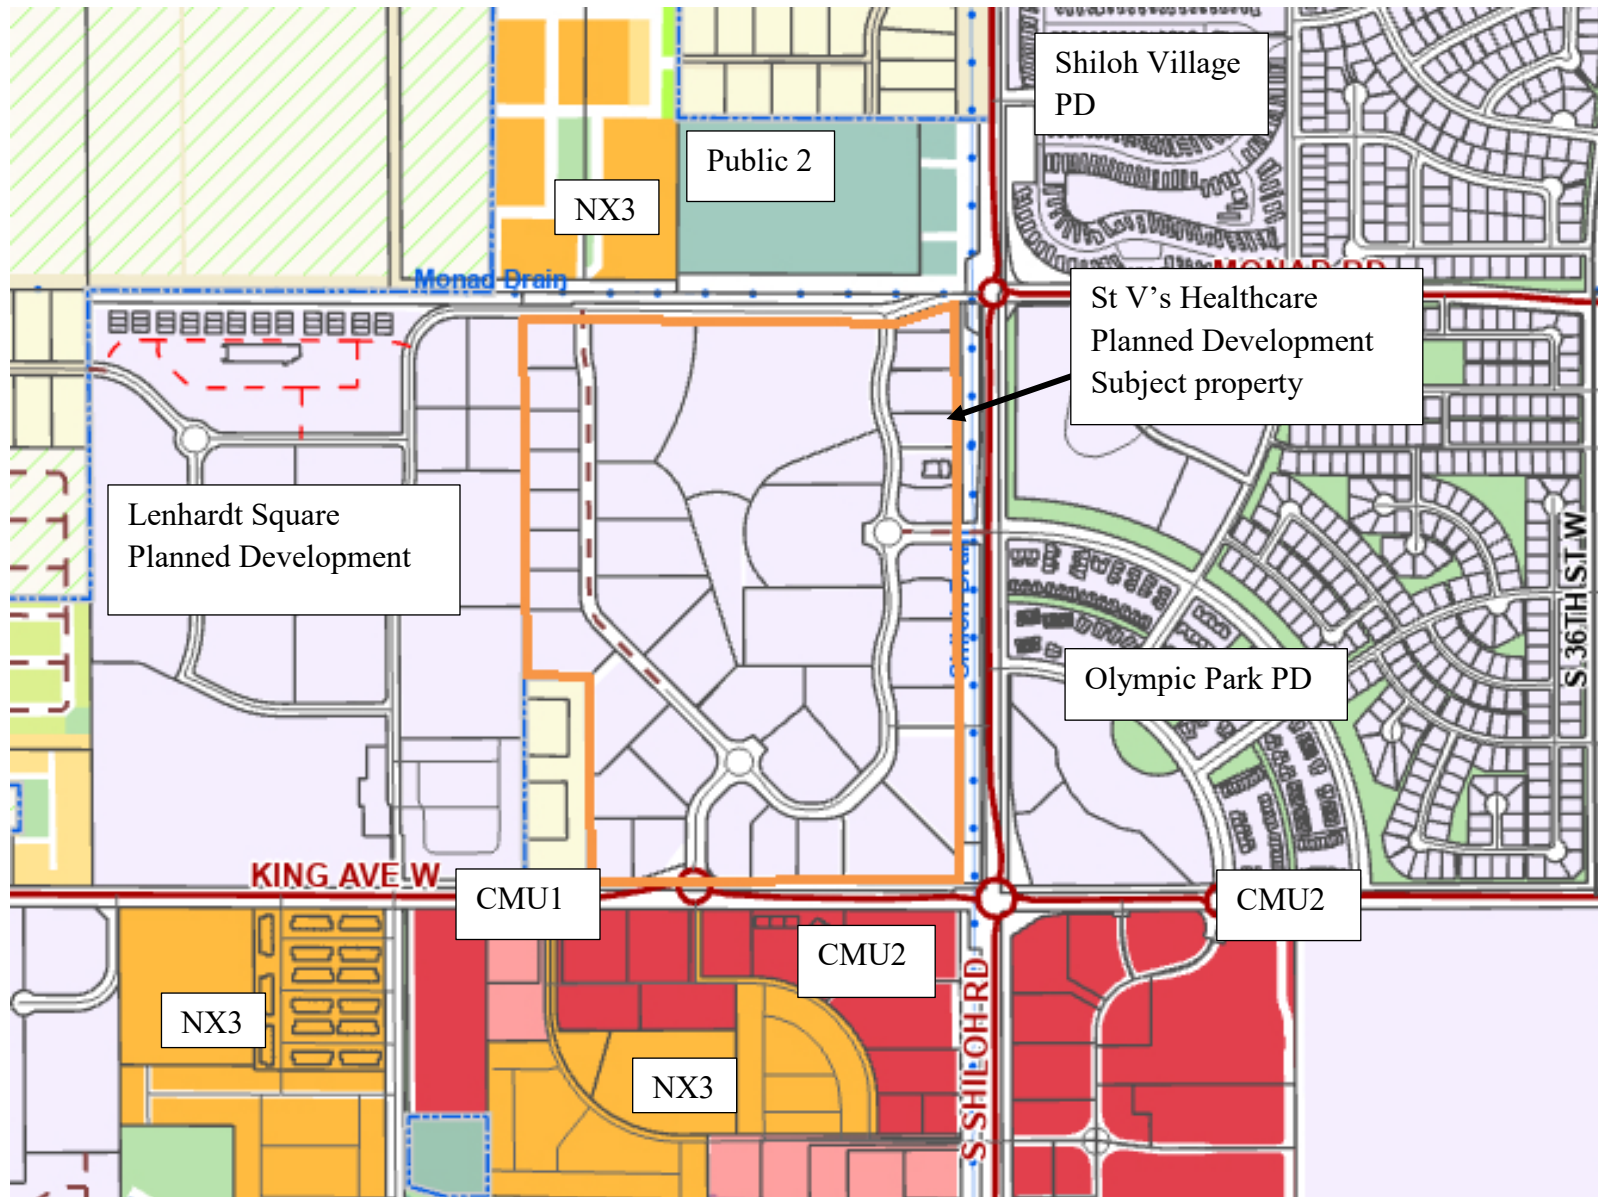 Shiloh Village
PD
Public 2
NX3
Monad Drain
St V's Healthcare
Planned Development
Subject property
Lenhardt Square
Planned Development
S 36TH ST W
Olympic Park PD
KING AVE W
CMU1
CMU2
CMU2
NX3
S SHILOH RD
NX3